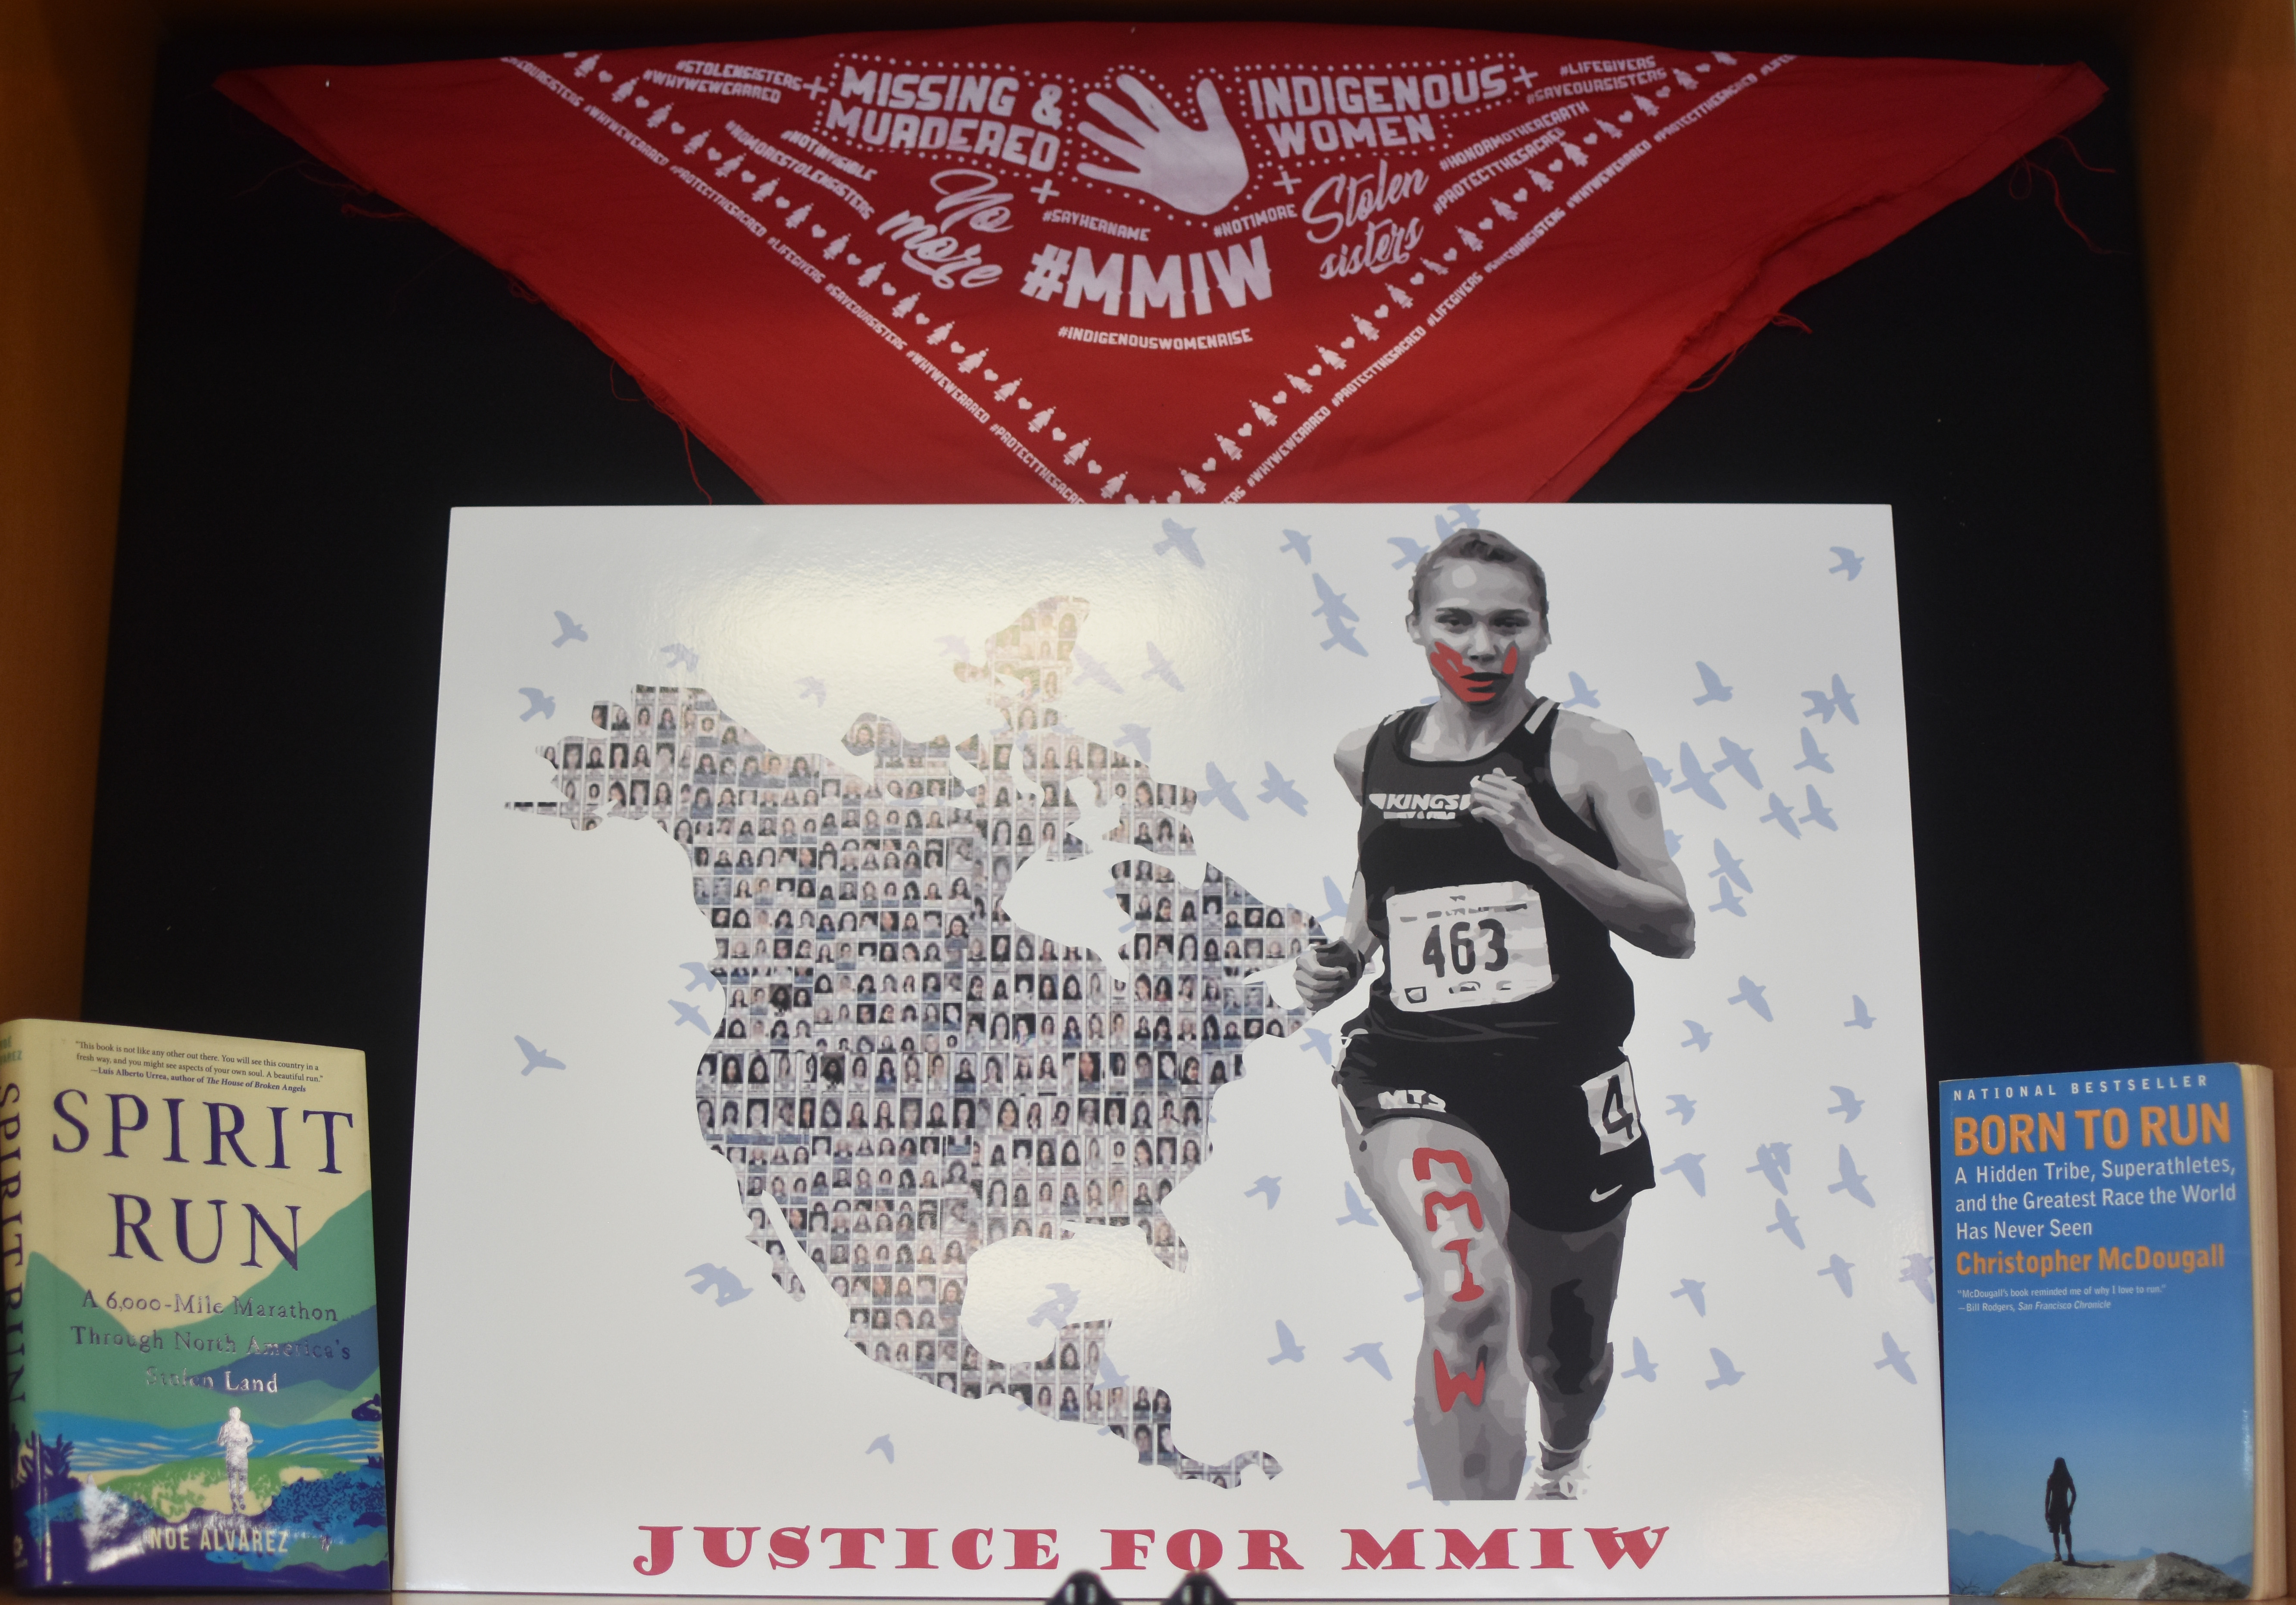 #STOLENSISTERS
#WHYWEWEARRED
MISSING &
MURDERED
INDIGENOUS
WOMEN
#LIFEGIVERS
#SAVEOURSISTERS
#NOTINVISIBLE
#NOMORESTOLENSISTERS
#HONORMOTHEREARTH
#PROTECTTHESACRED
No
more
#SAYHERNAME
#NOTIMORE
Stolen
sisters
#MMIW
#INDIGENOUSWOMENRISE
#WHYWEWEARRED #PROTECTTHESACRED #LIFEGIVERS #SAVEOURSISTERS #WHYWEWEARRED #PROTECTTHESACRED
#WHYWEWEARRED #PROTECTTHESACRED #LIFEGIVERS #SAVEOURSISTERS #WHYWEWEARRED #PROTECTTHESACRED
KINGS
463
MTS
4
M
M
I
W
JUSTICE FOR MMIW
SPIRIT RUN
"This book is not like any other out there. You will see this country in a
fresh way, and you might see aspects of your own soul. A beautiful run."
—Luis Alberto Urrea, author of The House of Broken Angels
SPIRIT
RUN
A 6,000-Mile Marathon
Through North America's
Stolen Land
NOÉ ÁLVAREZ
NATIONAL BESTSELLER
BORN TO RUN
A Hidden Tribe, Superathletes,
and the Greatest Race the World
Has Never Seen
Christopher McDougall
"McDougall's book reminded me of why I love to run."
—Bill Rodgers, San Francisco Chronicle